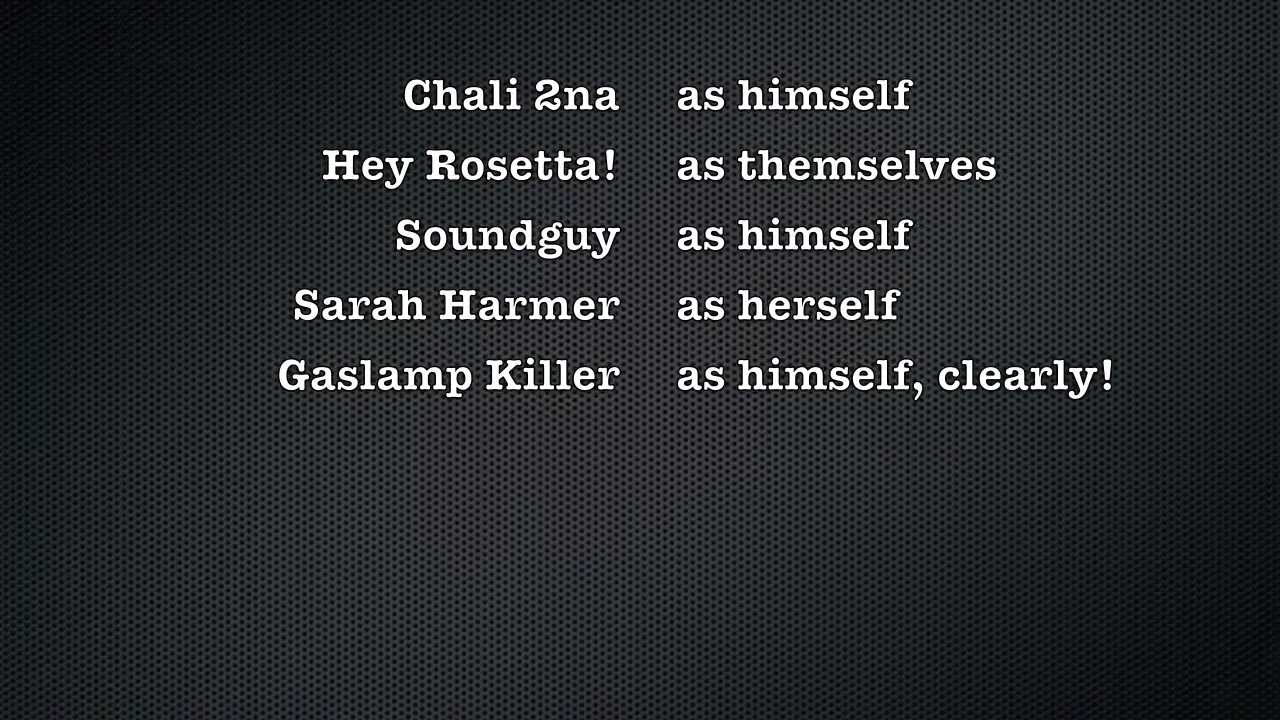 Chali 2na as himself
Hey Rosetta! as themselves
Soundguy as himself
Sarah Harmer as herself
Gaslamp Killer as himself, clearly!